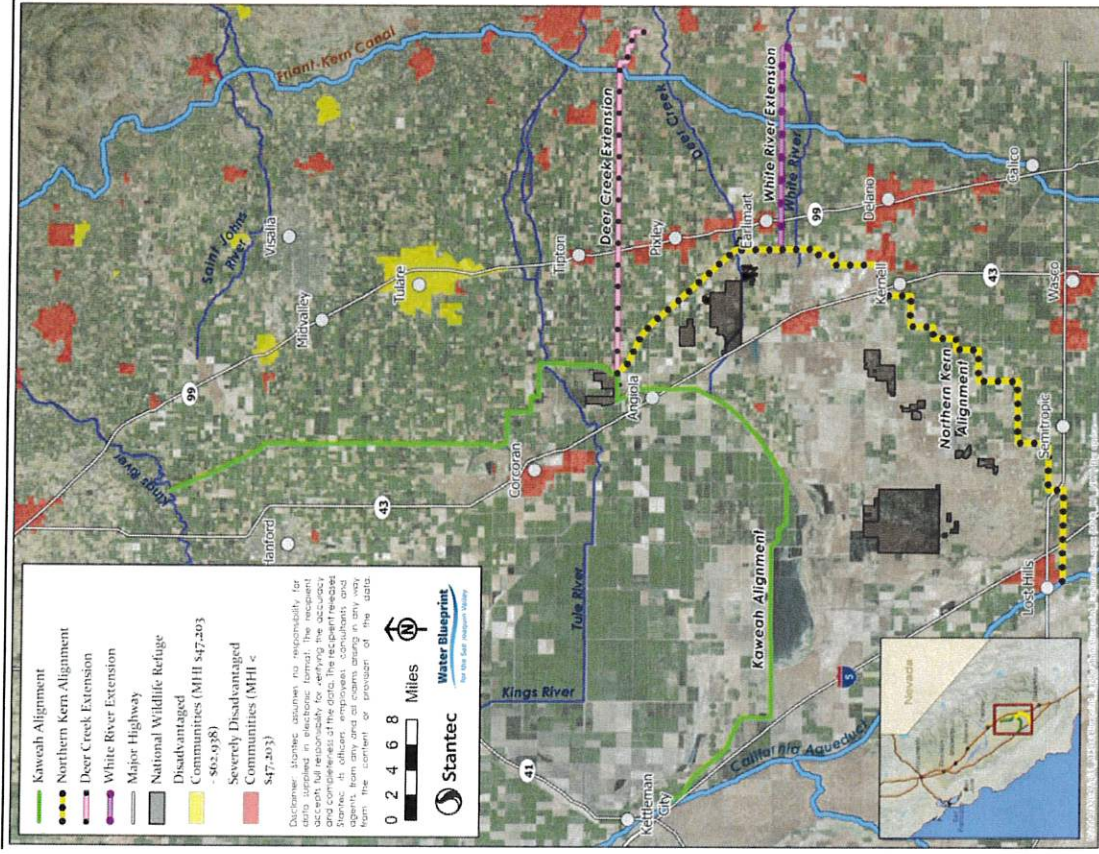 Kaweah Alignment
Northern Kern Alignment
Deer Creek Extension
White River Extension
Major Highway
National Wildlife Refuge
Disadvantaged
Communities (MHI $47,203
- $62,938)
Severely Disadvantaged
Communities (MHI <
$47,203)
Disclaimer: Stantec assumes no responsibility for
data supplied in electronic format. The recipient
accepts full responsibility for verifying the accuracy
and completeness of the data. The recipient releases
Stantec, its officers, employees, consultants and
agents, from any and all claims arising in any way
from the content or provision of the data.
0 2 4 6 8
Miles
N
Stantec
Water Blueprint
for the San Joaquin Valley
Kings River
99
43
Hanford
Saint Johns
River
Visalia
Midvalley
Friant-Kern Canal
Tulare
Corcoran
Tipton
Deer Creek Extension
Tule River
Kings River
41
Angiola
Pixley
Deer Creek
Earlimart
White River Extension
White River
99
Kaweah Alignment
Kettleman
City
California Aqueduct
5
Delano
Kernell
43
Calico
Northern Kern
Alignment
Wasco
Semitropic
Lost Hills
Nevada